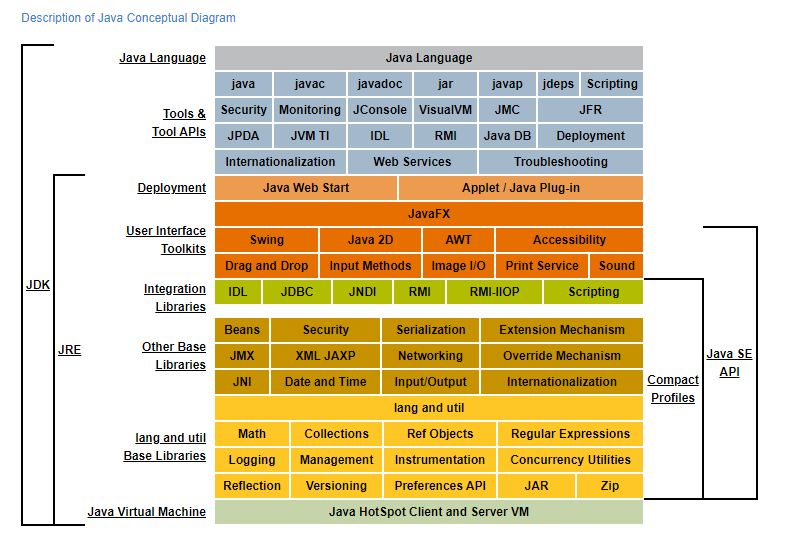 Description of Java Conceptual Diagram
Java Language Java Language
java javac javadoc jar javap jdeps Scripting
Tools &
Tool APIs
Security Monitoring JConsole VisualVM JMC JFR
JPDA JVM TI IDL RMI Java DB Deployment
Internationalization Web Services Troubleshooting
Deployment Java Web Start Applet / Java Plug-in
JavaFX
User Interface
Toolkits
Swing Java 2D AWT Accessibility
Drag and Drop Input Methods Image I/O Print Service Sound
Integration
Libraries
IDL JDBC JNDI RMI RMI-IIOP Scripting
JDK
JRE
Other Base
Libraries
Beans Security Serialization Extension Mechanism
JMX XML JAXP Networking Override Mechanism
JNI Date and Time Input/Output Internationalization
Java SE
API
Compact
Profiles
lang and util
lang and util
Base Libraries
Math Collections Ref Objects Regular Expressions
Logging Management Instrumentation Concurrency Utilities
Reflection Versioning Preferences API JAR Zip
Java Virtual Machine Java HotSpot Client and Server VM